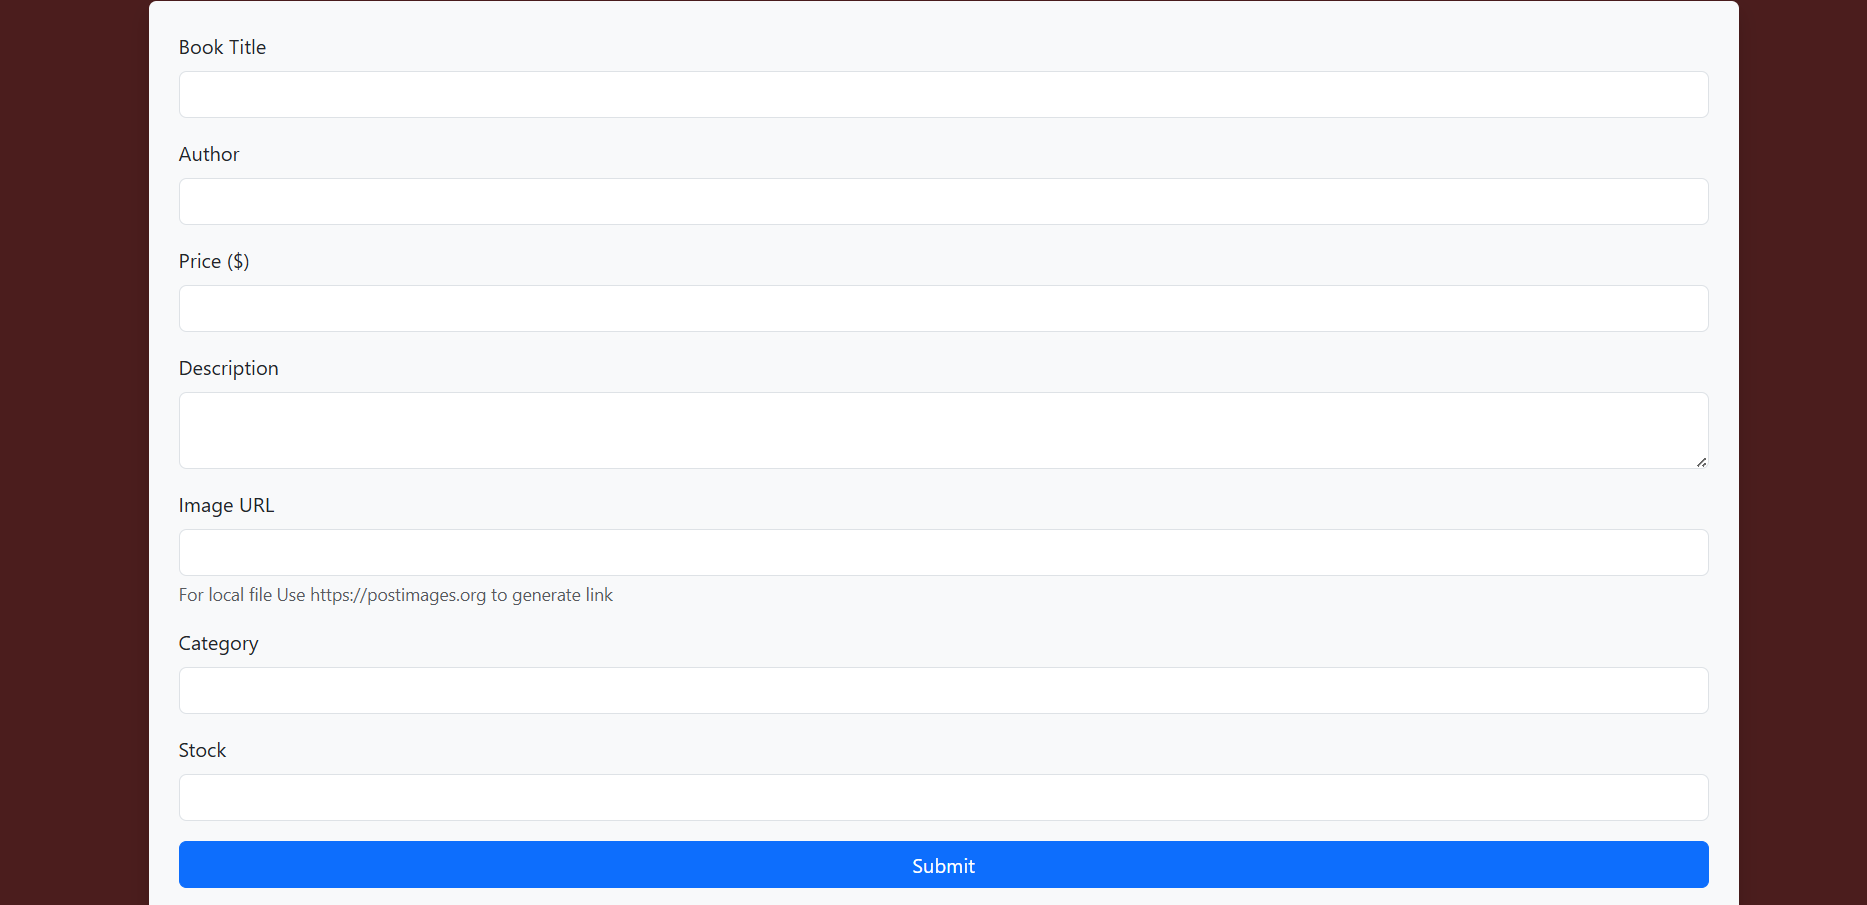 Book Title
Author
Price ($)
Description
Image URL
For local file Use https://postimages.org to generate link
Category
Stock
Submit